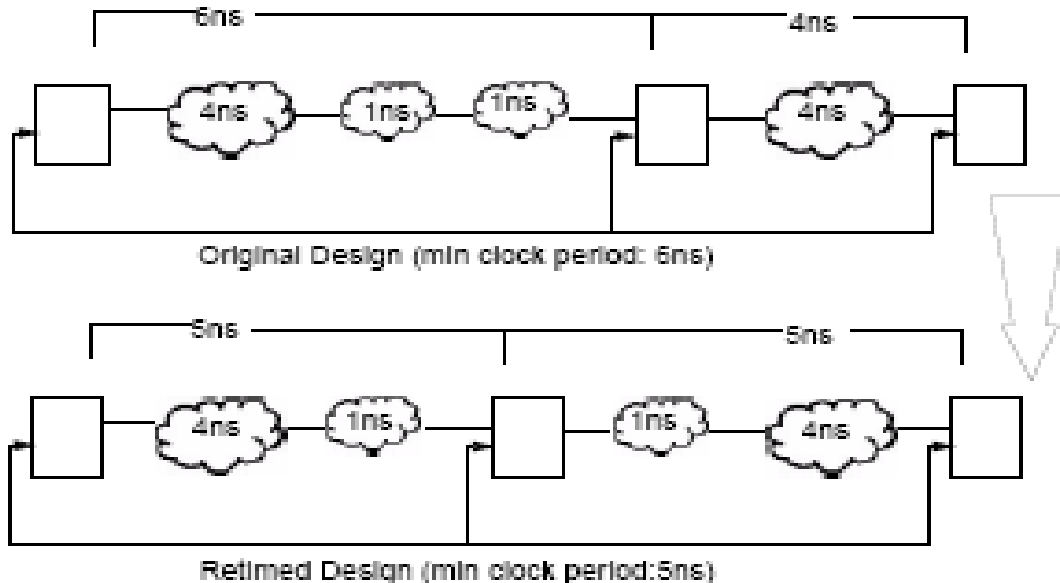 6ns
4ns
4ns
1ns
1ns
4ns
Original Design (min clock period: 6ns)
5ns
5ns
4ns
1ns
1ns
4ns
Retimed Design (min clock period:5ns)